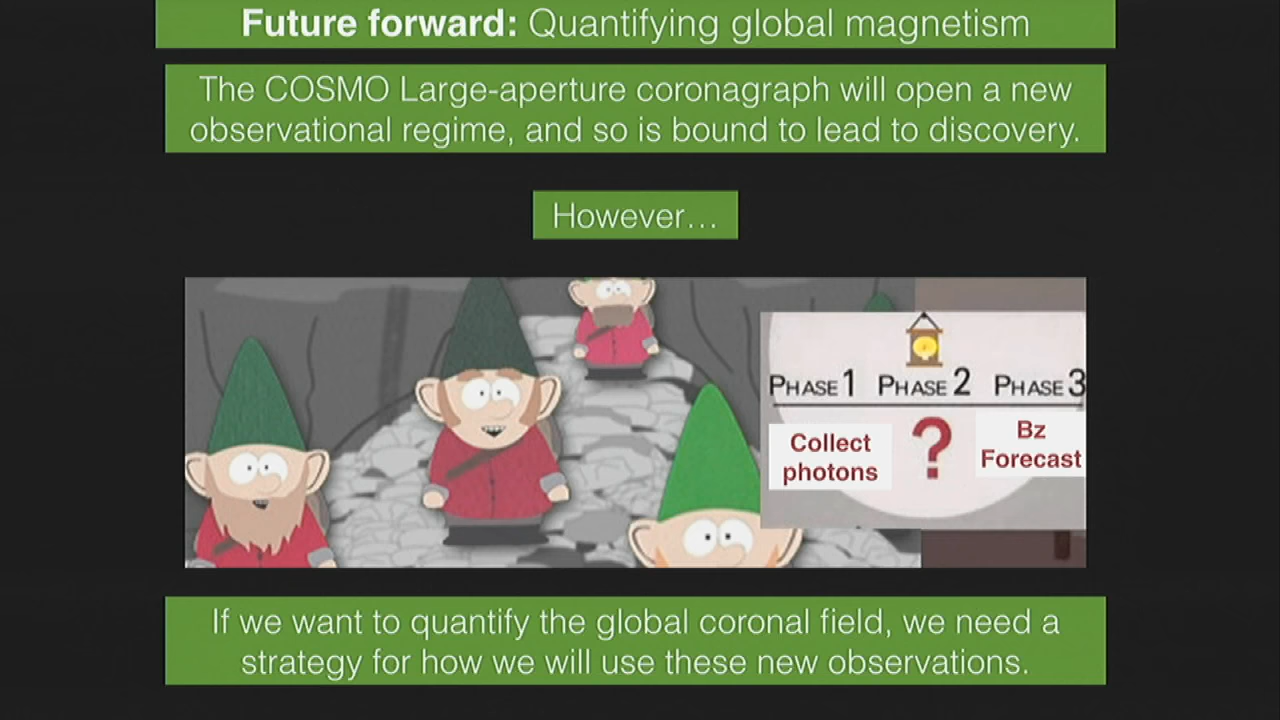 Future forward: Quantifying global magnetism
The COSMO Large-aperture coronagraph will open a new
observational regime, and so is bound to lead to discovery.
However…
PHASE 1 PHASE 2 PHASE 3
Collect
photons
?
Bz
Forecast
If we want to quantify the global coronal field, we need a
strategy for how we will use these new observations.